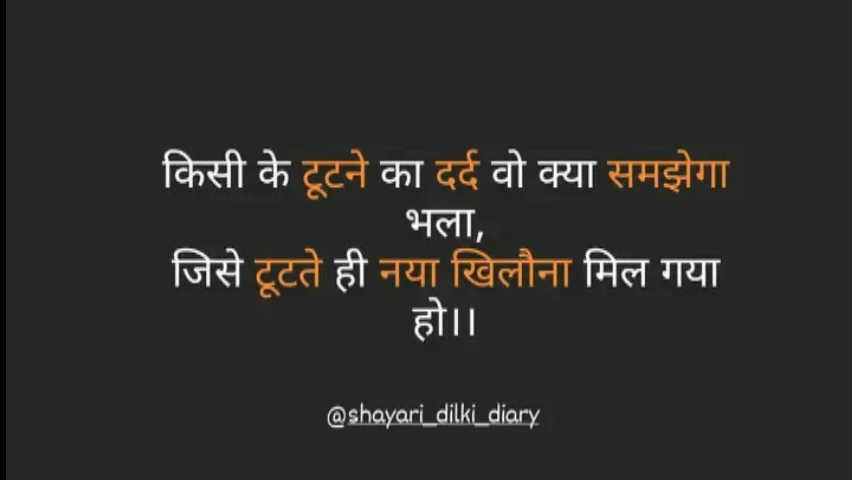 किसी के टूटने का दर्द वो क्या समझेगा
भला,
जिसे टूटते ही नया खिलौना मिल गया
हो।।
@shayari_dilki_diary